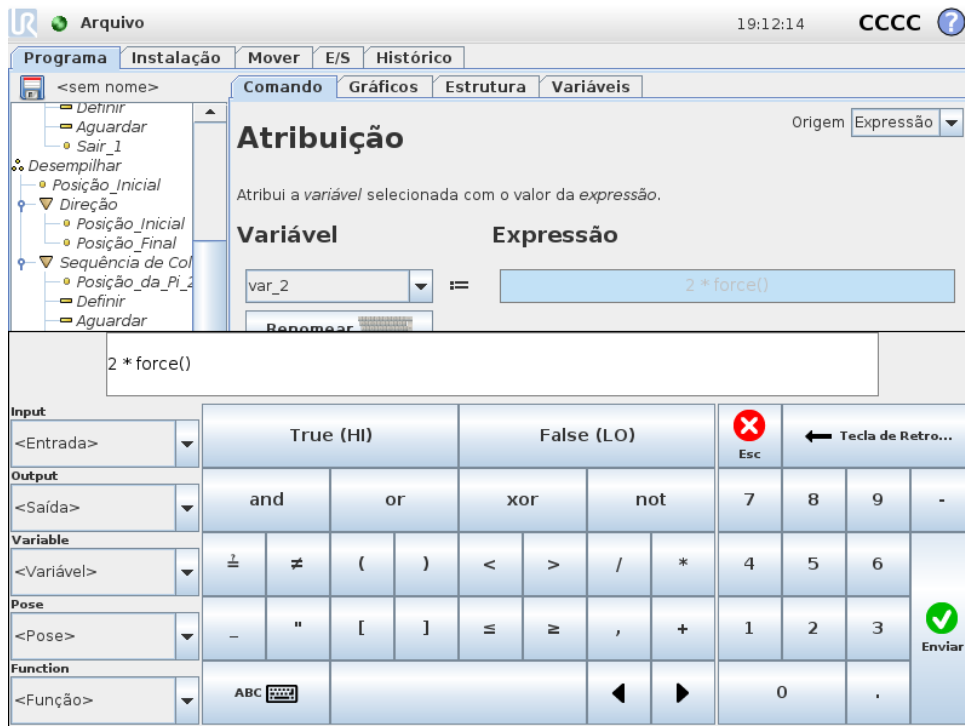 UR Arquivo 19:12:14 CCCC ?
Programa Instalação Mover E/S Histórico
<sem nome> Comando Gráficos Estrutura Variáveis
Definir
Aguardar
Sair_1
Desempilhar
Posição_Inicial
Direção
Posição_Inicial
Posição_Final
Sequência de Col
Posição_da_Pi_2
Definir
Aguardar
Atribuição
Origem Expressão
Atribui a variável selecionada com o valor da expressão.
Variável Expressão
var_2 := 2 * force()
Renomear
2 * force()
Input
<Entrada>
Output
<Saída>
Variable
<Variável>
Pose
<Pose>
Function
<Função>
True (HI) False (LO) Esc Tecla de Retro...
and or xor not 7 8 9 -
≟ ≠ ( ) < > / * 4 5 6
_ " [ ] ≤ ≥ , + 1 2 3 Enviar
ABC 0 .